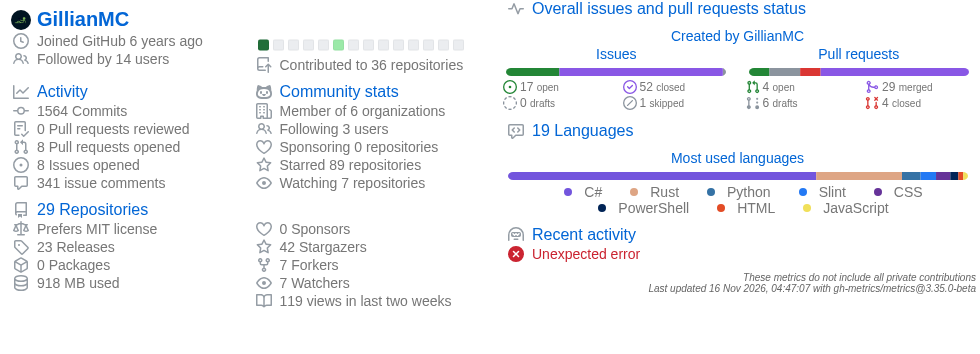 GillianMC
Joined GitHub 6 years ago
Followed by 14 users
Contributed to 36 repositories
Activity
1564 Commits
0 Pull requests reviewed
8 Pull requests opened
8 Issues opened
341 issue comments
Community stats
Member of 6 organizations
Following 3 users
Sponsoring 0 repositories
Starred 89 repositories
Watching 7 repositories
29 Repositories
Prefers MIT license
23 Releases
0 Packages
918 MB used
0 Sponsors
42 Stargazers
7 Forkers
7 Watchers
119 views in last two weeks
Overall issues and pull requests status
Created by GillianMC
Issues
17 open
52 closed
0 drafts
1 skipped
Pull requests
4 open
29 merged
6 drafts
4 closed
19 Languages
Most used languages
C# Rust Python Slint CSS
PowerShell HTML JavaScript
Recent activity
Unexpected error
These metrics do not include all private contributions
Last updated 16 Nov 2026, 04:47:07 with gh-metrics/metrics@3.35.0-beta